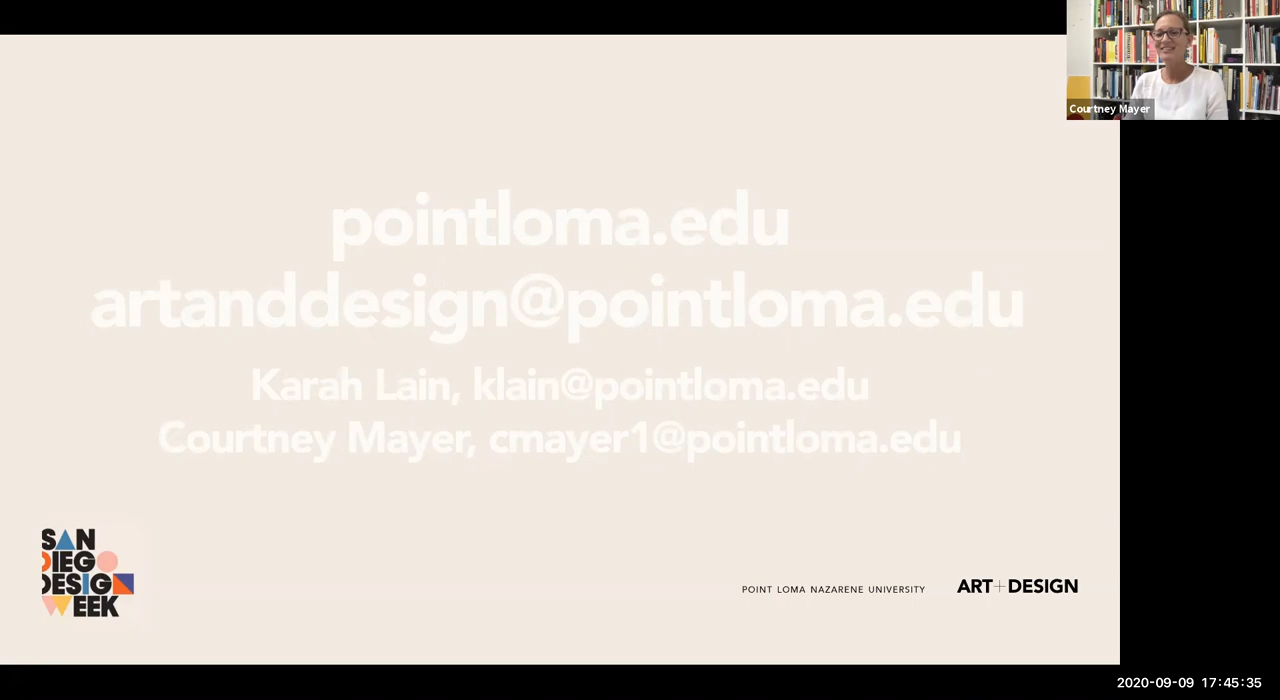 Courtney Mayer
pointloma.edu
artanddesign@pointloma.edu
Karah Lain, klain@pointloma.edu
Courtney Mayer, cmayer1@pointloma.edu
SAN
DIEGO
DESIGN
WEEK
POINT LOMA NAZARENE UNIVERSITY
ART+DESIGN
2020-09-09 17:45:35